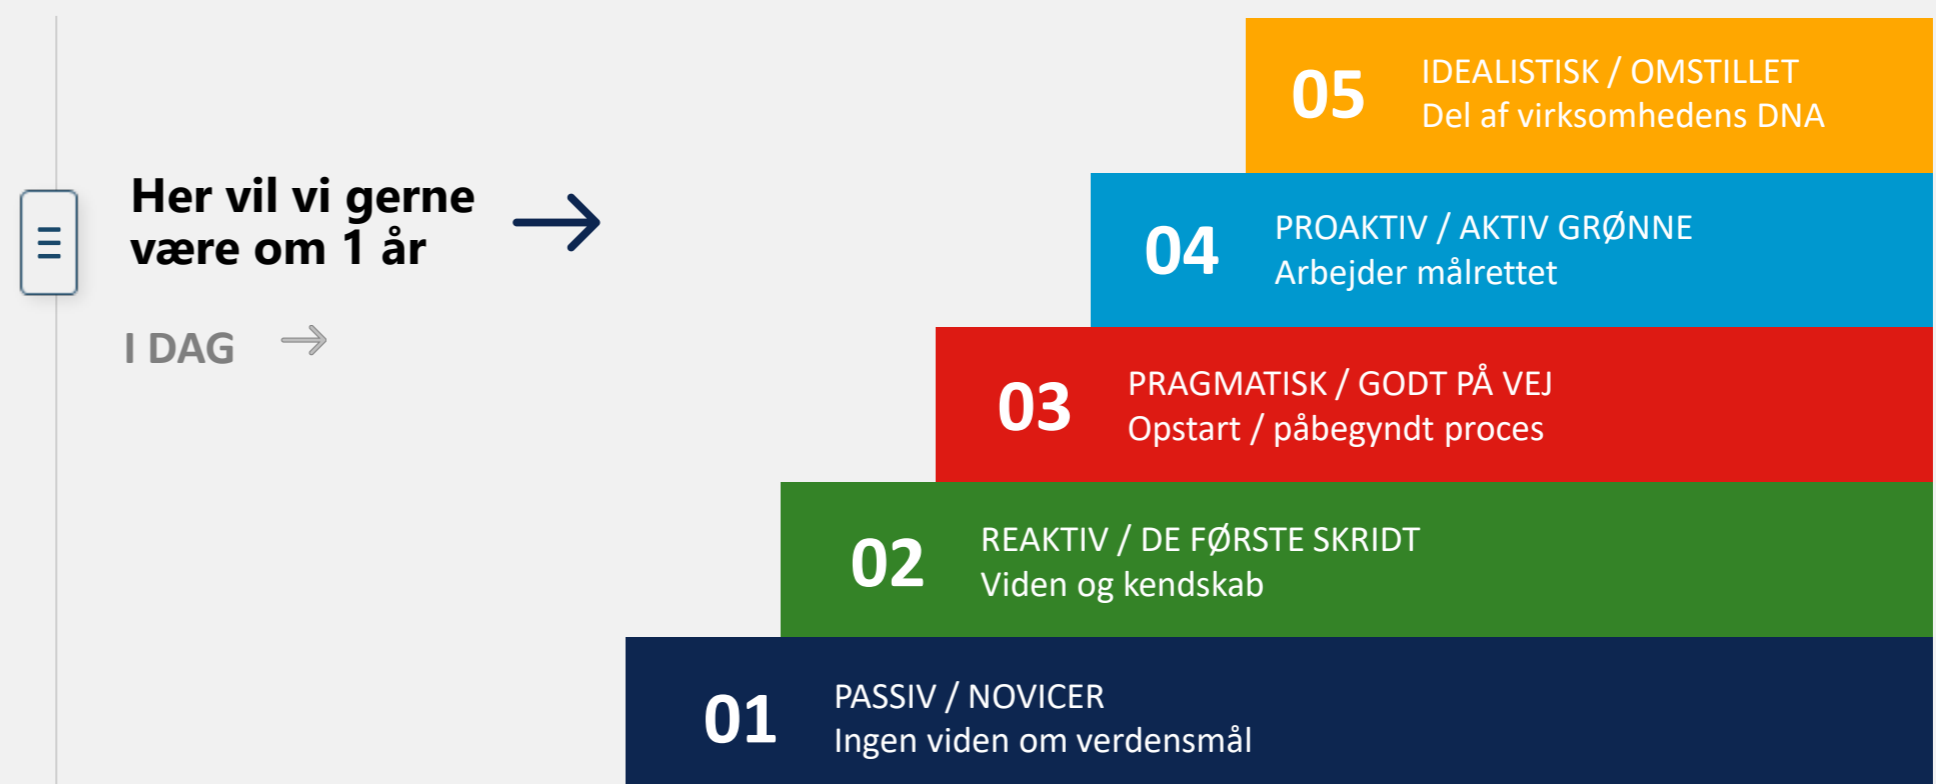 Her vil vi gerne
være om 1 år
I DAG
05
IDEALISTISK / OMSTILLET
Del af virksomhedens DNA
04
PROAKTIV / AKTIV GRØNNE
Arbejder målrettet
03
PRAGMATISK / GODT PÅ VEJ
Opstart / påbegyndt proces
02
REAKTIV / DE FØRSTE SKRIDT
Viden og kendskab
01
PASSIV / NOVICER
Ingen viden om verdensmål